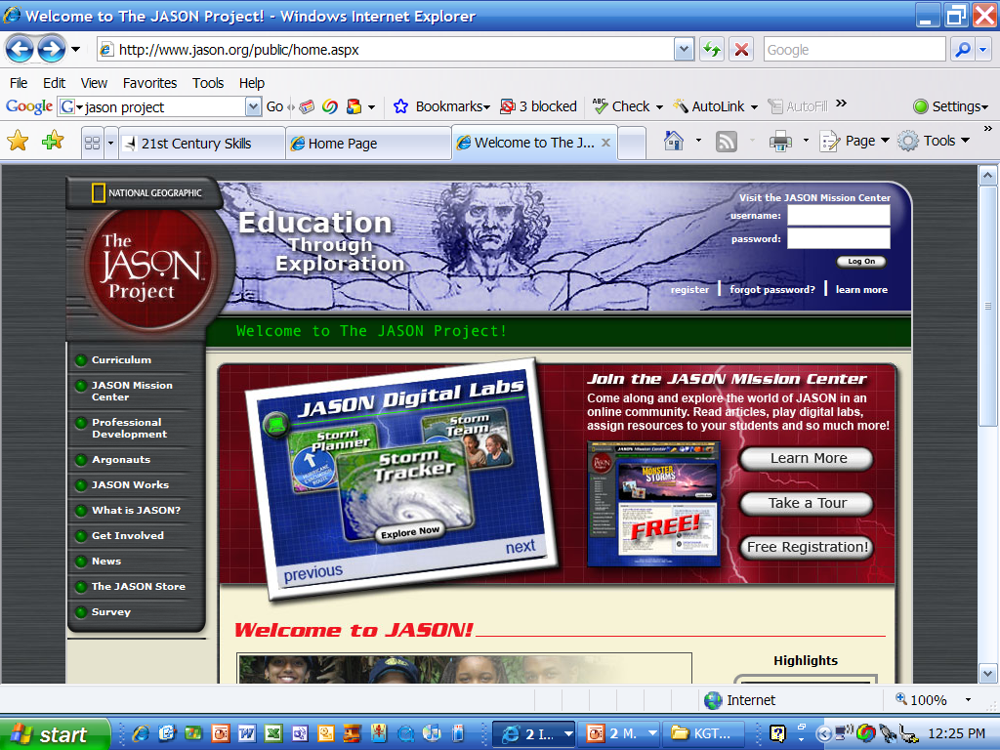 Welcome to The JASON Project! - Windows Internet Explorer
http://www.jason.org/public/home.aspx
Google
File Edit View Favorites Tools Help
Google G jason project Go Bookmarks 3 blocked ABC Check AutoLink AutoFill » Settings
21st Century Skills Home Page Welcome to The J... Page Tools »
NATIONAL GEOGRAPHIC
The
JASON
Project
Education
Through
Exploration
Visit the JASON Mission Center
username:
password:
Log On
register | forgot password? | learn more
Welcome to The JASON Project!
Curriculum
JASON Mission
Center
Professional
Development
Argonauts
JASON Works
What is JASON?
Get Involved
News
The JASON Store
Survey
JASON Digital Labs
Storm
Planner
Storm
Team
Storm
Tracker
Explore Now
previous
next
Join the JASON Mission Center
Come along and explore the world of JASON in an
online community. Read articles, play digital labs,
assign resources to your students and so much more!
JASON Mission Center
MONSTER
STORMS
FREE!
Learn More
Take a Tour
Free Registration!
Welcome to JASON!
Highlights
Internet
100%
start
2 I...
2 M...
KGT...
12:25 PM